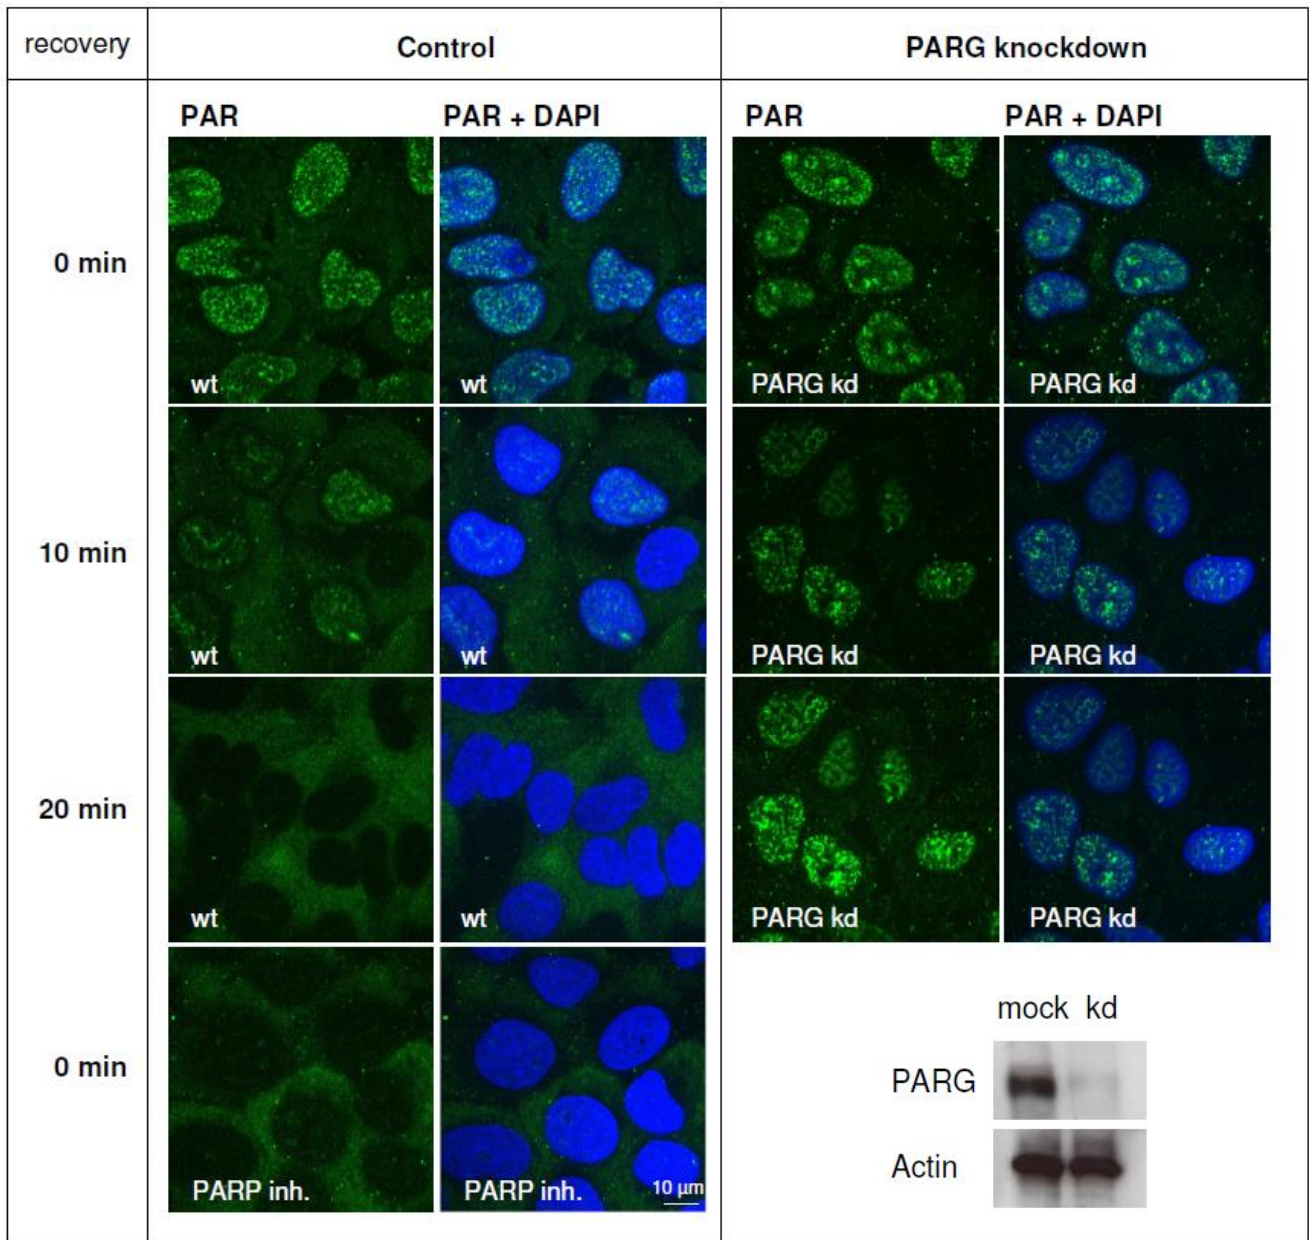 recovery Control PARG knockdown
PAR PAR + DAPI PAR PAR + DAPI
0 min
wt wt PARG kd PARG kd
10 min
wt wt PARG kd PARG kd
20 min
wt wt PARG kd PARG kd
mock kd
0 min PARG
Actin
PARP inh. PARP inh. 10 µm